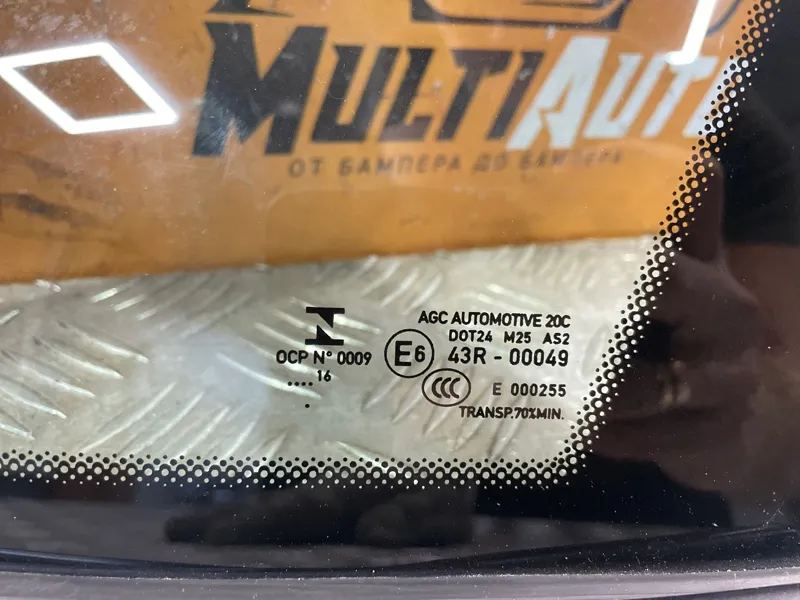 MULTIAUTO
ОТ БАМПЕРА ДО БАМПЕРА
N
OCP N° 0009
..... 16
.
AGC AUTOMOTIVE 20C
DOT24 M25 AS2
E6 43R - 00049
CCC E 000255
TRANSP.70%MIN.